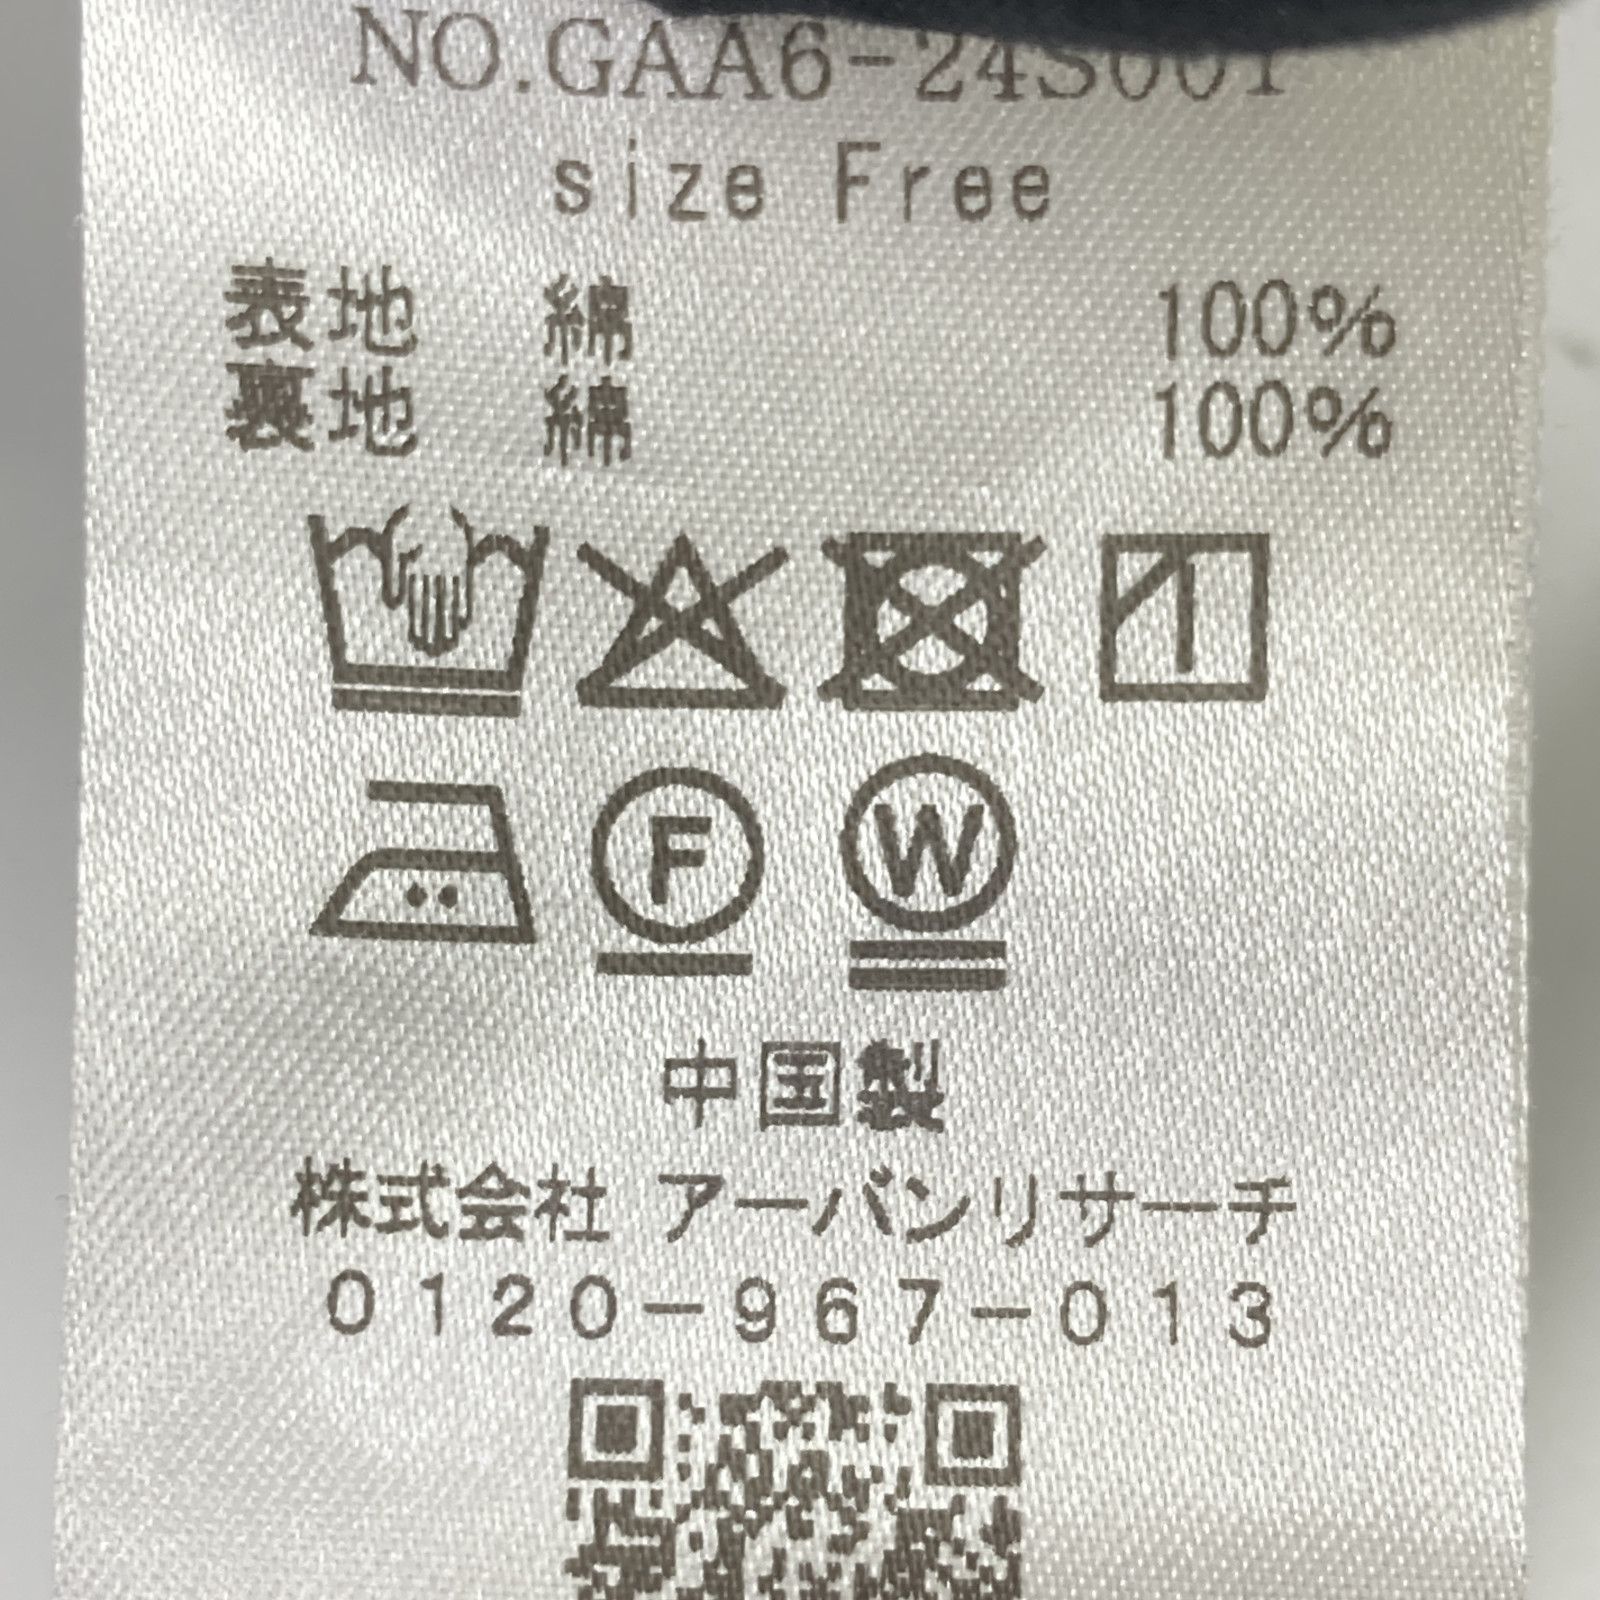 NO.GAA6-24S001
size Free
表地 綿 100%
裏地 綿 100%
F W
中国製
株式会社 アーバンリサーチ
0120-967-013